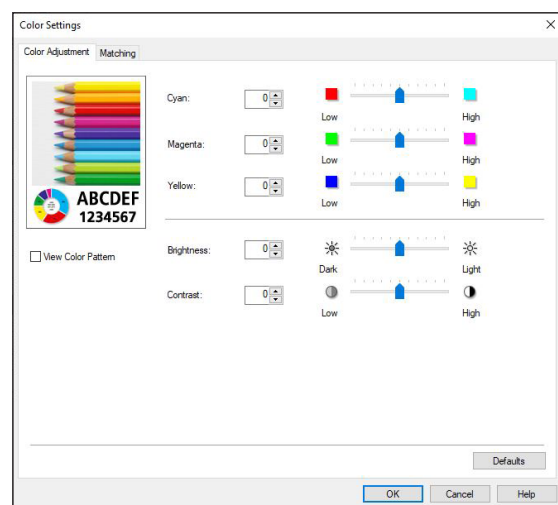 Color Settings
Color Adjustment Matching
Cyan: 0
Low High
Magenta: 0
Low High
Yellow: 0
Low High
ABCDEF
1234567
View Color Pattern
Brightness: 0
Dark Light
Contrast: 0
Low High
Defaults
OK Cancel Help